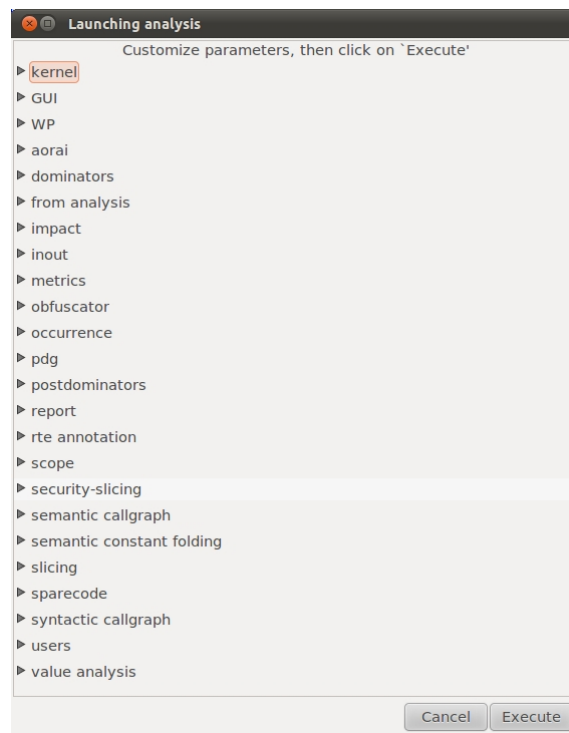 Launching analysis
Customize parameters, then click on `Execute'
kernel
GUI
WP
aorai
dominators
from analysis
impact
inout
metrics
obfuscator
occurrence
pdg
postdominators
report
rte annotation
scope
security-slicing
semantic callgraph
semantic constant folding
slicing
sparecode
syntactic callgraph
users
value analysis
Cancel Execute